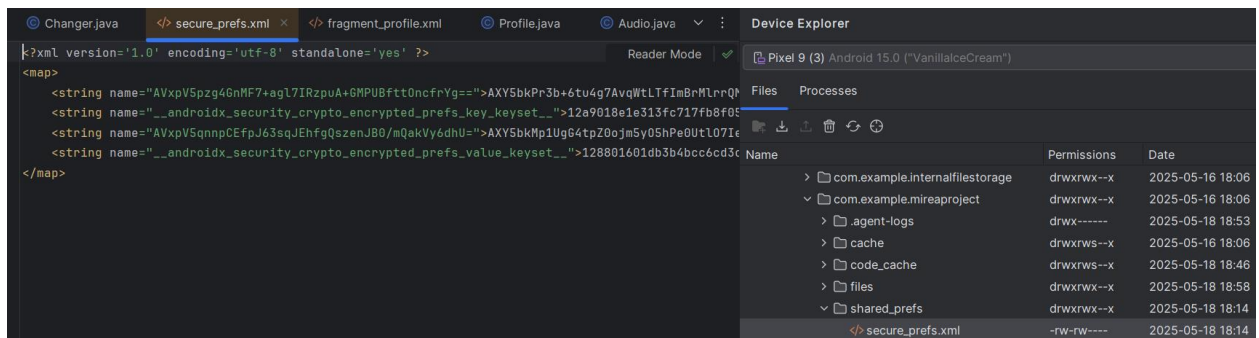 Changer.java
secure_prefs.xml
fragment_profile.xml
Profile.java
Audio.java
<?xml version='1.0' encoding='utf-8' standalone='yes' ?>
Reader Mode
<map>
<string name="AVxpV5pzg4GnMF7+agl7IRzpuA+GMPUBfttOncfrYg==">AXY5bkPr3b+6tu4g7AvqWtLTfImBrMlrrQM
<string name="__androidx_security_crypto_encrypted_prefs_key_keyset__">12a9018e1e313fc717fb8f05
<string name="AVxpV5qnnpCEfpJ63sqJEhfgQszenJB0/mQakVy6dhU=">AXY5bkMp1UgG4tpZ0ojm5yO5hPe0UtlO7Ie
<string name="__androidx_security_crypto_encrypted_prefs_value_keyset__">128801601db3b4bcc6cd3c
</map>
Device Explorer
Pixel 9 (3) Android 15.0 ("VanillaIceCream")
Files Processes
Name Permissions Date
com.example.internalfilestorage drwxrwx--x 2025-05-16 18:06
com.example.mireaproject drwxrwx--x 2025-05-16 18:06
.agent-logs drwx------ 2025-05-18 18:53
cache drwxrws--x 2025-05-16 18:06
code_cache drwxrws--x 2025-05-18 18:46
files drwxrwx--x 2025-05-18 18:58
shared_prefs drwxrwx--x 2025-05-18 18:14
secure_prefs.xml -rw-rw---- 2025-05-18 18:14